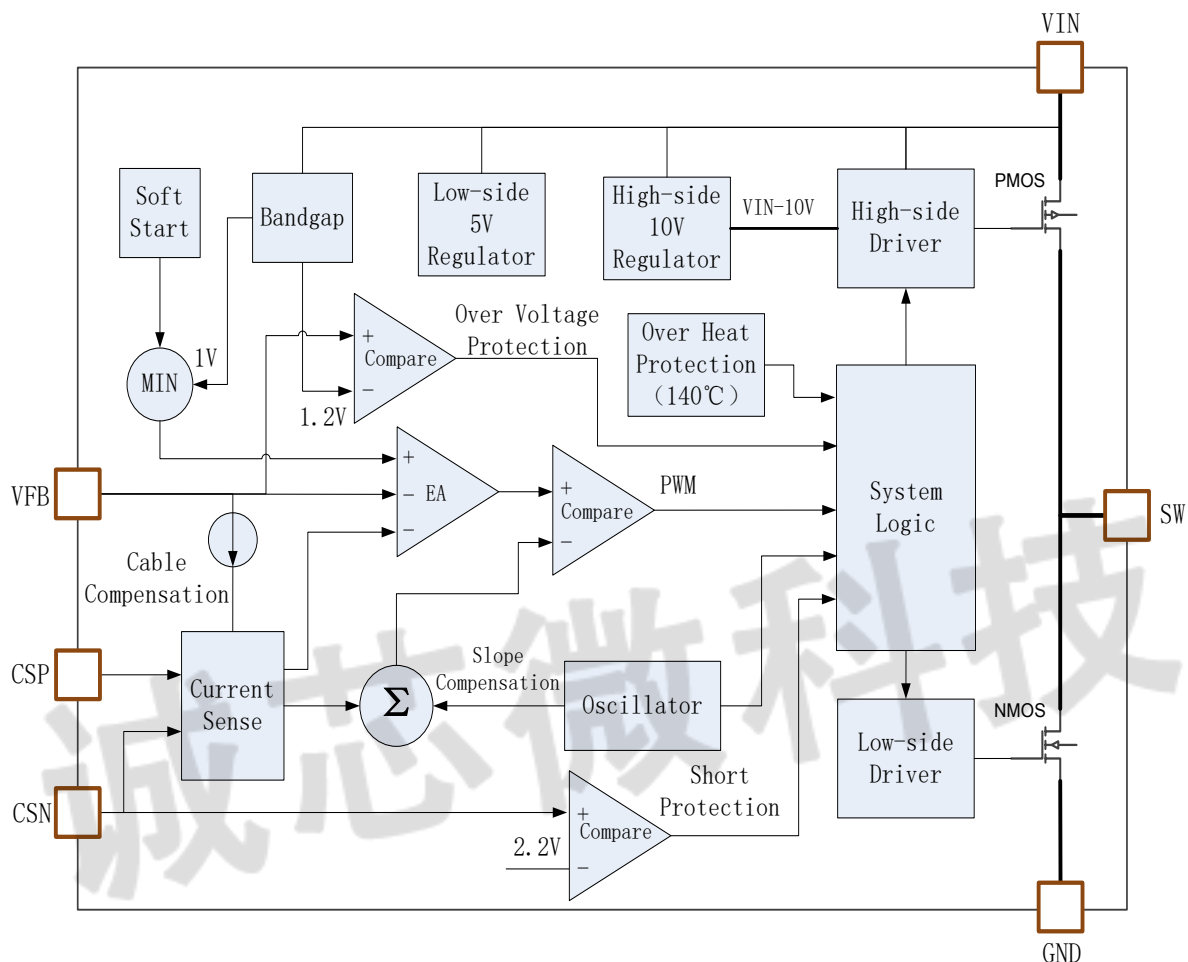 VIN
Soft
Start
Bandgap
Low-side
5V
Regulator
High-side
10V
Regulator
VIN-10V
High-side
Driver
PMOS
MIN
1V
+
Compare
−
1.2V
Over Voltage
Protection
Over Heat
Protection
（140℃）
VFB
+
−
EA
−
+
Compare
−
PWM
System
Logic
SW
Cable
Compensation
CSP
Current
Sense
Σ
Slope
Compensation
Oscillator
Low-side
Driver
NMOS
CSN
+
Compare
−
2.2V
Short
Protection
GND
诚芯微科技